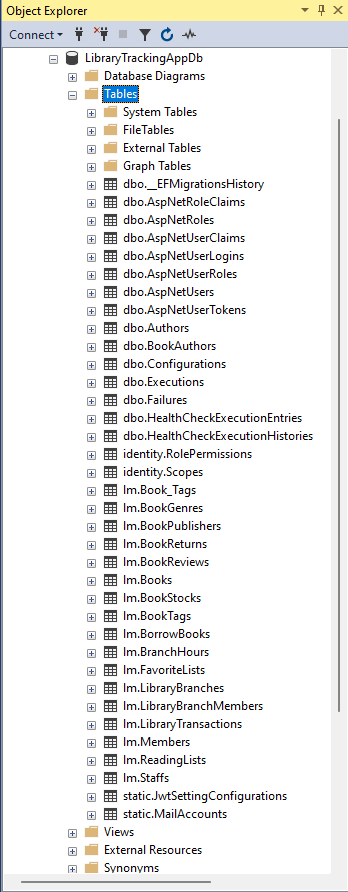 Object Explorer
Connect
LibraryTrackingAppDb
Database Diagrams
Tables
System Tables
FileTables
External Tables
Graph Tables
dbo.__EFMigrationsHistory
dbo.AspNetRoleClaims
dbo.AspNetRoles
dbo.AspNetUserClaims
dbo.AspNetUserLogins
dbo.AspNetUserRoles
dbo.AspNetUsers
dbo.AspNetUserTokens
dbo.Authors
dbo.BookAuthors
dbo.Configurations
dbo.Executions
dbo.Failures
dbo.HealthCheckExecutionEntries
dbo.HealthCheckExecutionHistories
identity.RolePermissions
identity.Scopes
lm.Book_Tags
lm.BookGenres
lm.BookPublishers
lm.BookReturns
lm.BookReviews
lm.Books
lm.BookStocks
lm.BookTags
lm.BorrowBooks
lm.BranchHours
lm.FavoriteLists
lm.LibraryBranches
lm.LibraryBranchMembers
lm.LibraryTransactions
lm.Members
lm.ReadingLists
lm.Staffs
static.JwtSettingConfigurations
static.MailAccounts
Views
External Resources
Synonyms